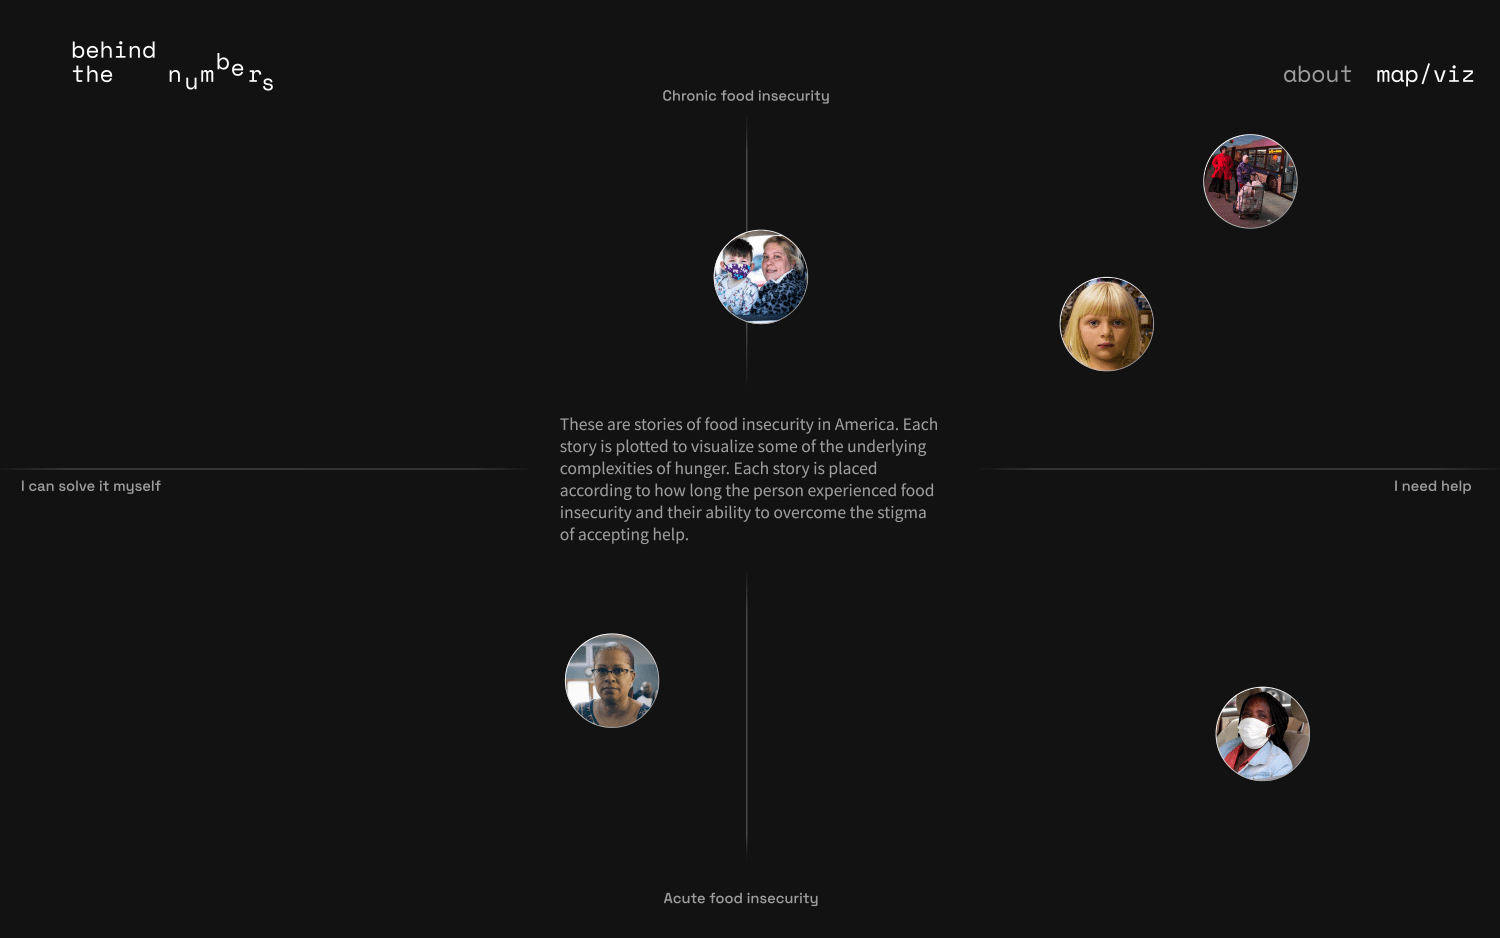 behind
the numbers
about map/viz
Chronic food insecurity
These are stories of food insecurity in America. Each
story is plotted to visualize some of the underlying
complexities of hunger. Each story is placed
according to how long the person experienced food
insecurity and their ability to overcome the stigma
of accepting help.
I can solve it myself
I need help
Acute food insecurity